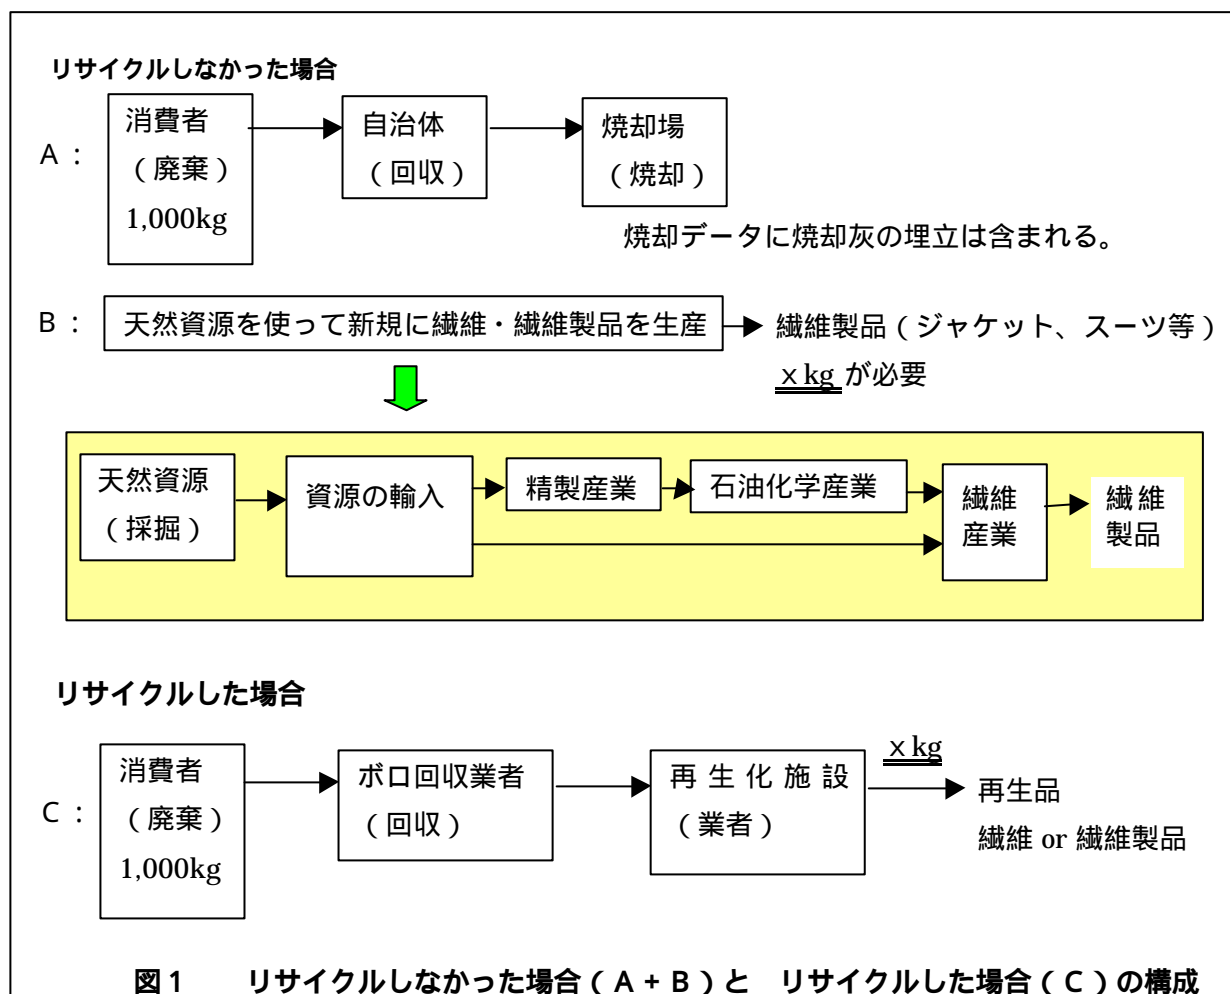 リサイクルしなかった場合
A：
消費者
（廃棄）
1,000kg
自治体
（回収）
焼却場
（焼却）
焼却データに焼却灰の埋立は含まれる。
B：
天然資源を使って新規に繊維・繊維製品を生産
繊維製品（ジャケット、スーツ等）
x kg が必要
天然資源
（採掘）
資源の輸入
精製産業
石油化学産業
繊維
産業
繊維
製品
リサイクルした場合
C：
消費者
（廃棄）
1,000kg
ボロ回収業者
（回収）
再生化施設
（業者）
x kg
再生品
繊維 or 繊維製品
図1　リサイクルしなかった場合（A+B）と　リサイクルした場合（C）の構成